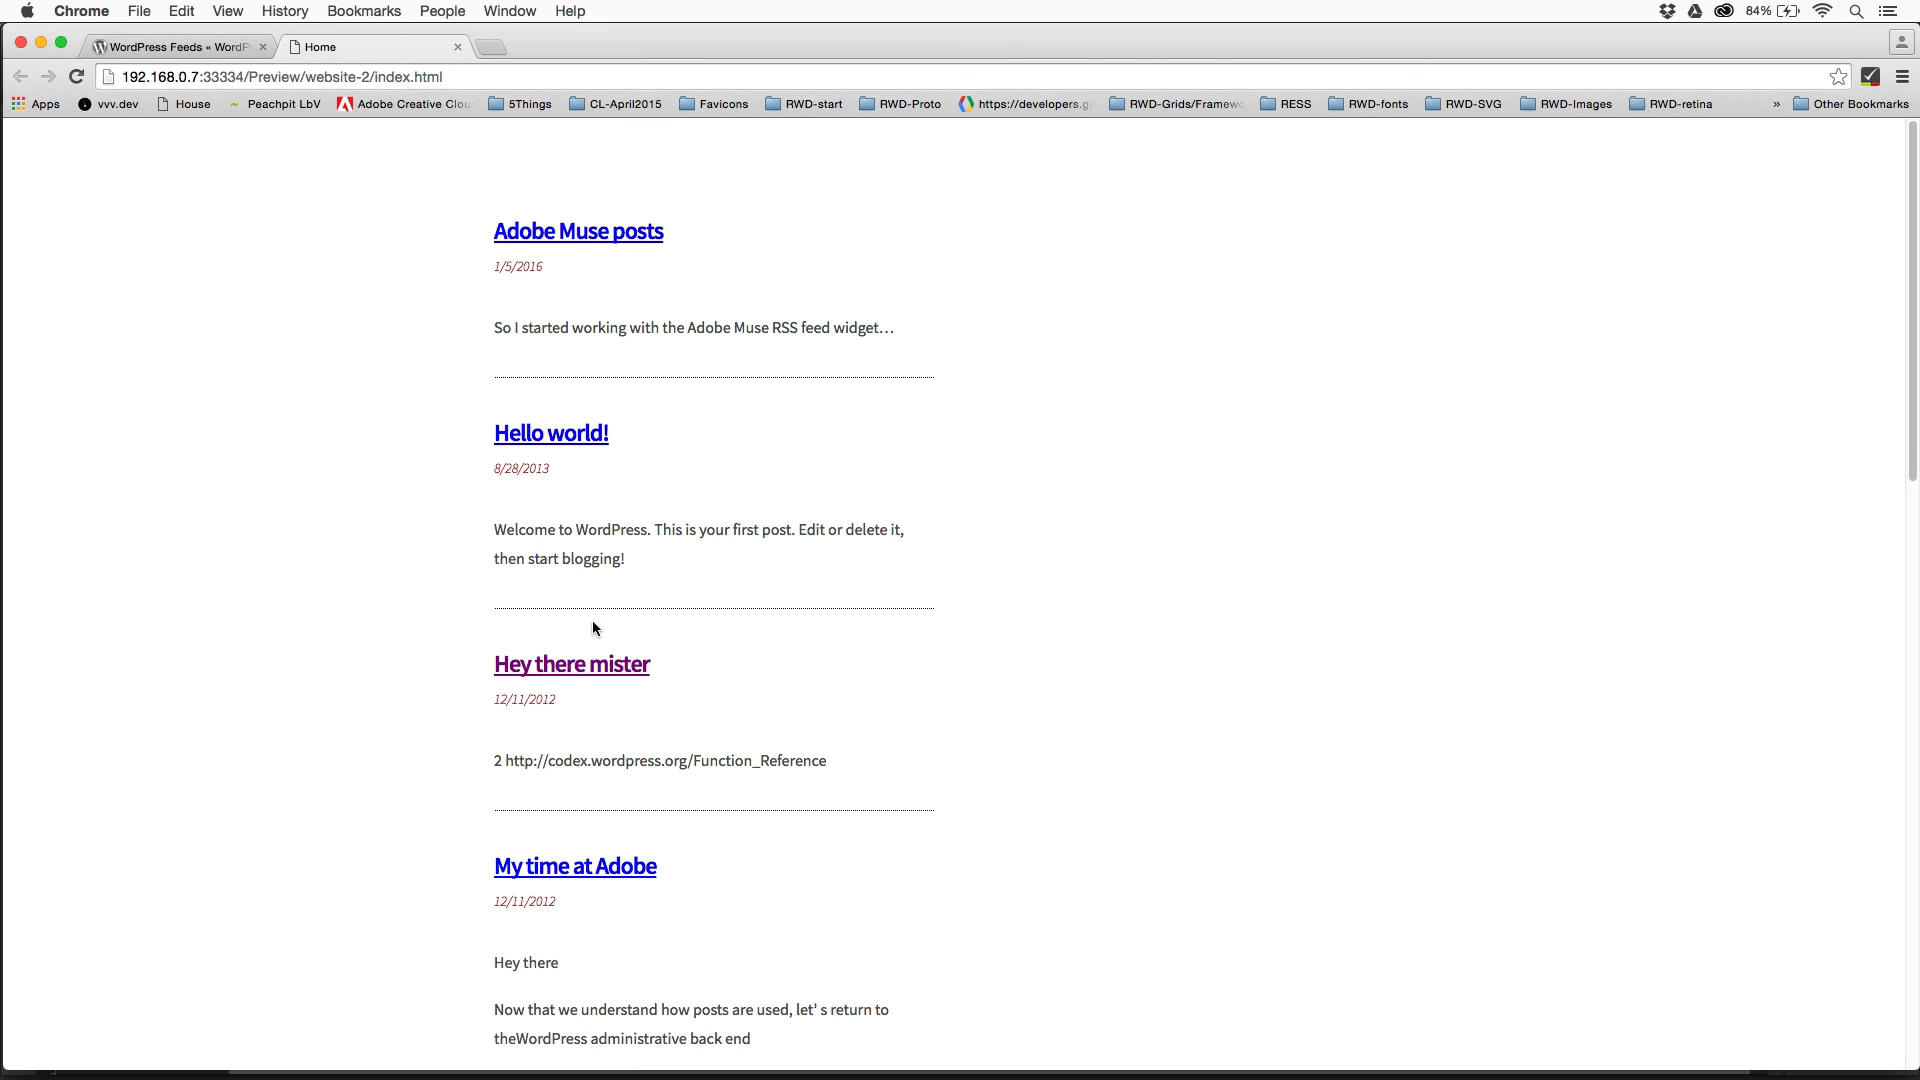 Chrome File Edit View History Bookmarks People Window Help 84%
WordPress Feeds « WordP Home
192.168.0.7:33334/Preview/website-2/index.html
Apps vvv.dev House Peachpit LbV Adobe Creative Clou 5Things CL-April2015 Favicons RWD-start RWD-Proto https://developers.g RWD-Grids/Framew RESS RWD-fonts RWD-SVG RWD-Images RWD-retina » Other Bookmarks
Adobe Muse posts
1/5/2016
So I started working with the Adobe Muse RSS feed widget…
Hello world!
8/28/2013
Welcome to WordPress. This is your first post. Edit or delete it,
then start blogging!
Hey there mister
12/11/2012
2 http://codex.wordpress.org/Function_Reference
My time at Adobe
12/11/2012
Hey there
Now that we understand how posts are used, let’ s return to
theWordPress administrative back end